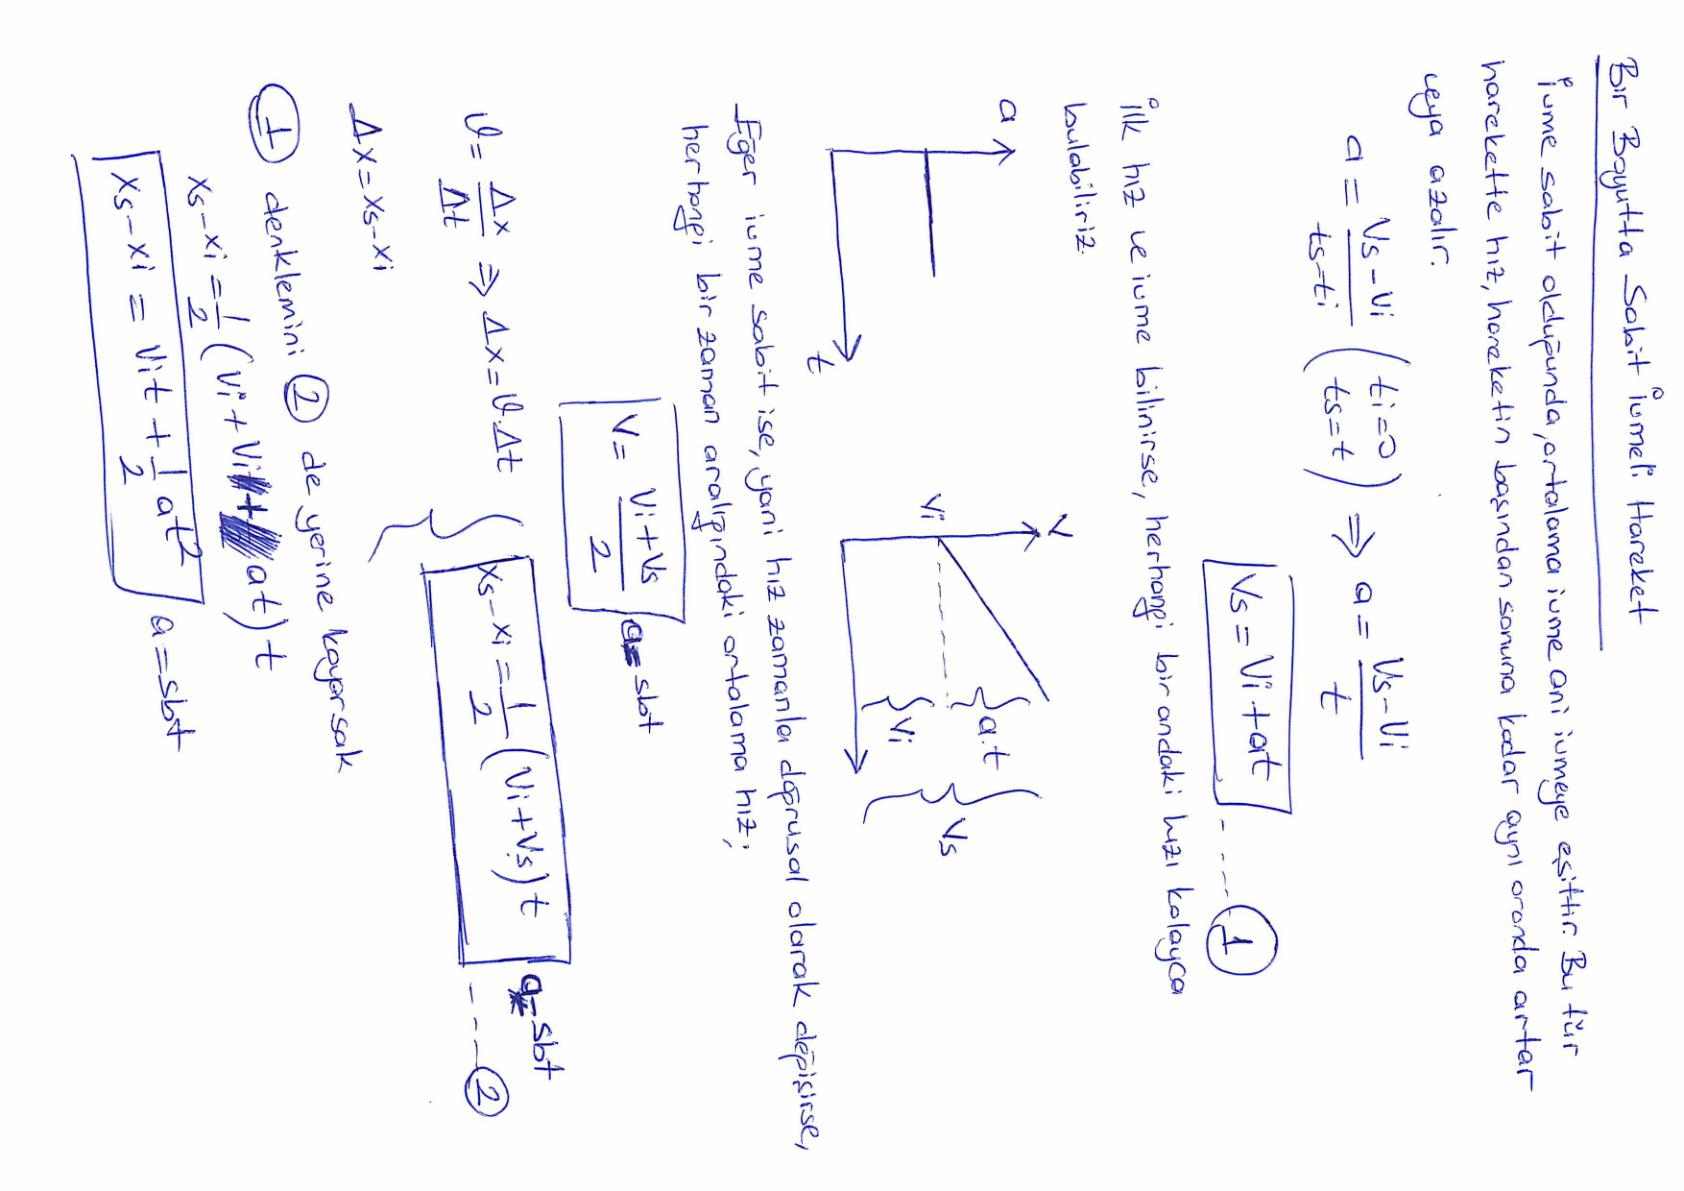 Bir Boyutta Sabit İvmeli Hareket
İvme sabit olduğunda, ortalama ivme ani ivmeye eşittir. Bu tür
harekette hız, hareketin başından sonuna kadar aynı oranda artar
veya azalır.
a = (Vs - Vi)/(ts - ti) (ti = 0 ts = t) ⇒ a = (Vs - Vi)/t
Vs = Vi + at ---- 1
İlk hız ve ivme bilinirse, herhangi bir andaki hızı kolayca
bulabiliriz.
a t
V Vi a.t Vi Vs
Eğer ivme sabit ise, yani hız zamanla doğrusal olarak değişirse,
herhangi bir zaman aralığındaki ortalama hız;
V = (Vi + Vs)/2 a = sbt
v = Δx/Δt ⇒ Δx = v.Δt
Δx = xs - xi
xs - xi = 1/2 (Vi + Vs) t a = sbt ---- 2
1 denklemini 2 de yerine koyarsak
xs - xi = 1/2 (Vi + Vi + at) t
xs - xi = Vit + 1/2 at² a = sbt